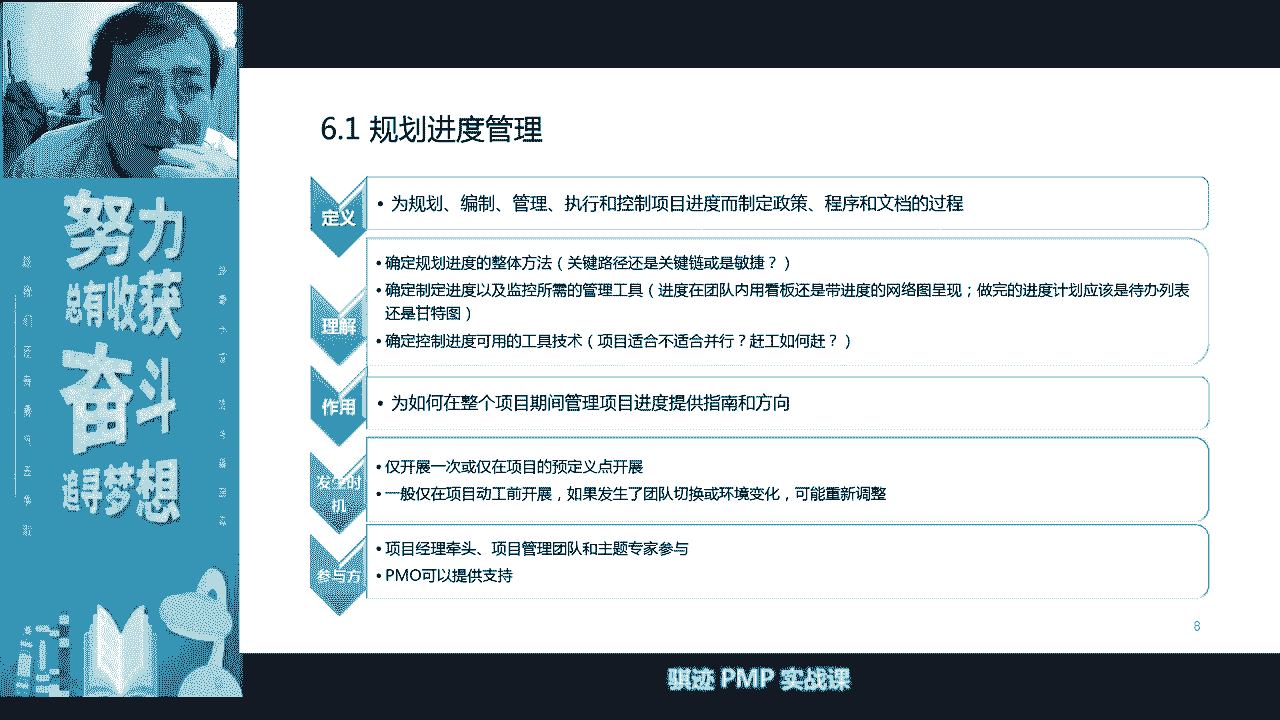 6.1 规划进度管理
定义
• 为规划、编制、管理、执行和控制项目进度而制定政策、程序和文档的过程
理解
• 确定规划进度的整体方法（关键路径还是关键链或是敏捷？）
• 确定制定进度以及监控所需的管理工具（进度在团队内用看板还是带进度的网络图呈现；做完的进度计划应该是待办列表
还是甘特图）
• 确定控制进度可用的工具技术（项目适合不适合并行？赶工如何赶？）
作用
• 为如何在整个项目期间管理项目进度提供指南和方向
发生时
机
• 仅开展一次或仅在项目的预定义点开展
• 一般仅在项目动工前开展，如果发生了团队切换或环境变化，可能重新调整
参与方
• 项目经理牵头、项目管理团队和主题专家参与
• PMO可以提供支持
8
努力
总有收获
奋斗
追寻梦想
骐迹 PMP 实战课